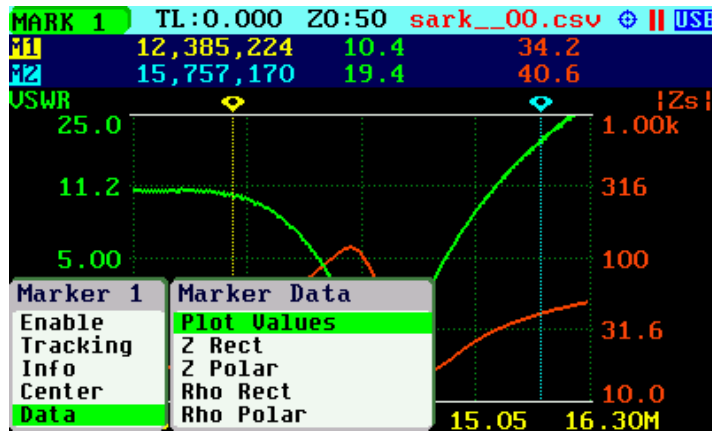 MARK 1 TL:0.000 Z0:50 sark__00.csv USB
M1 12,385,224 10.4 34.2
M2 15,757,170 19.4 40.6
VSWR |Zs|
25.0 1.00k
11.2 316
5.00 100
Marker 1 Marker Data
Enable Plot Values
Tracking Z Rect 31.6
Info Z Polar
Center Rho Rect 10.0
Data Rho Polar 15.05 16.30M